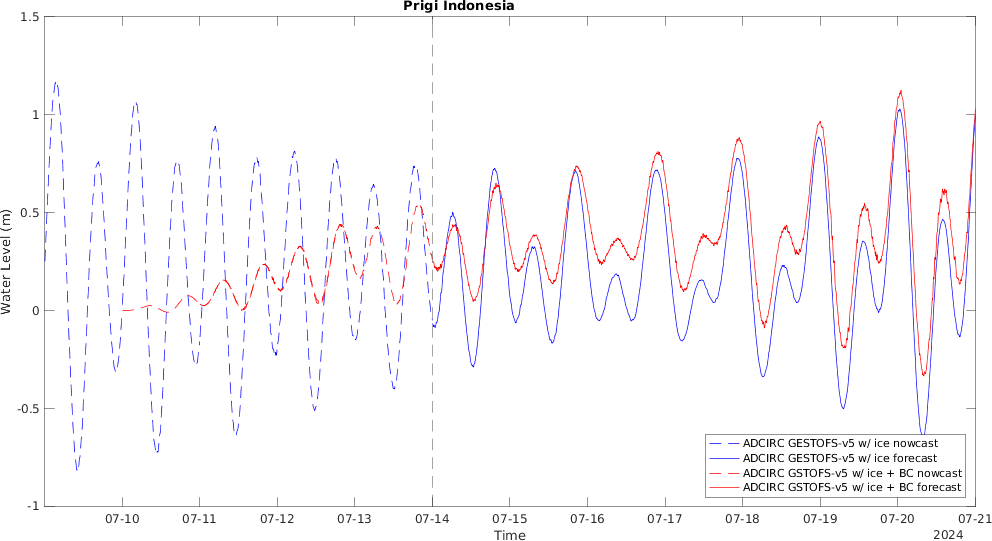 Prigi Indonesia
1.5
1
0.5
0
-0.5
-1
Water Level (m)
ADCIRC GESTOFS-v5 w/ ice nowcast
ADCIRC GESTOFS-v5 w/ ice forecast
ADCIRC GSTOFS-v5 w/ ice + BC nowcast
ADCIRC GSTOFS-v5 w/ ice + BC forecast
07-10 07-11 07-12 07-13 07-14 07-15 07-16 07-17 07-18 07-19 07-20 07-21
Time
2024